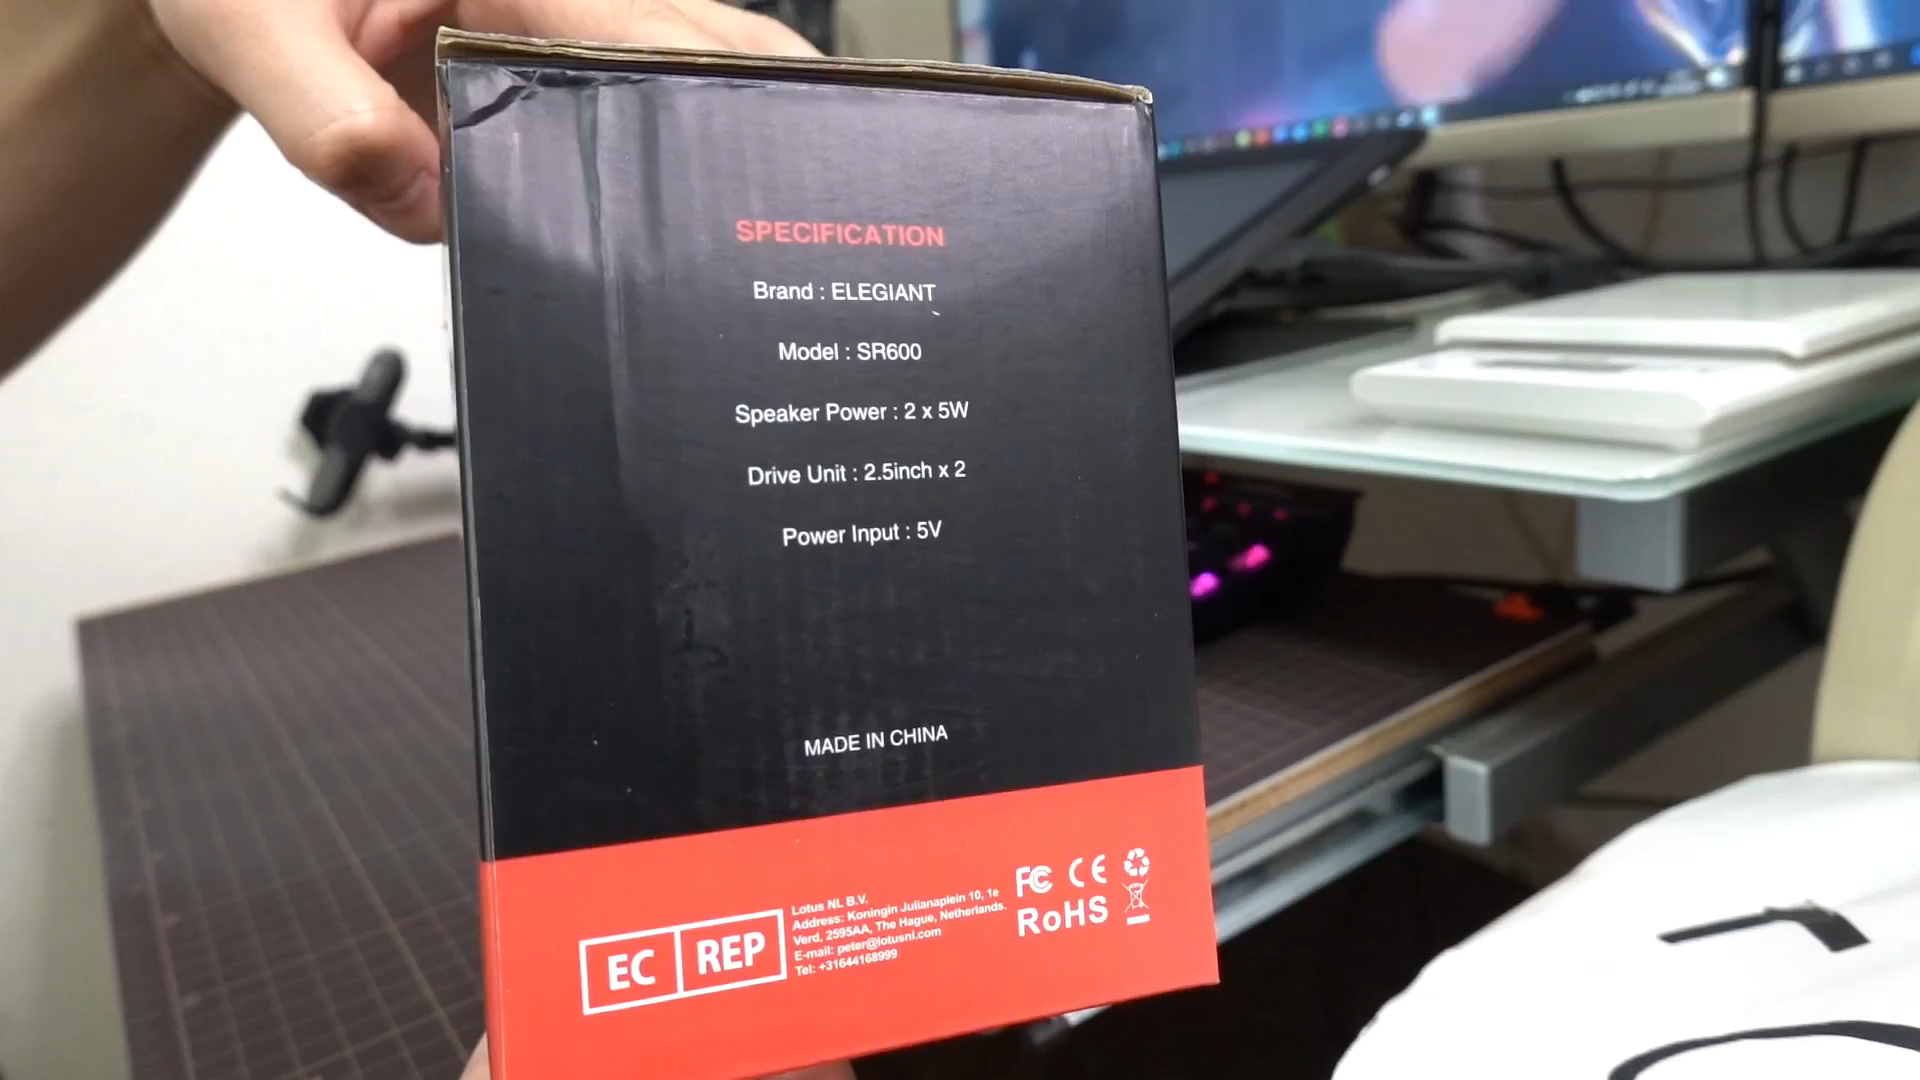 SPECIFICATION
Brand : ELEGIANT
Model : SR600
Speaker Power : 2 x 5W
Drive Unit : 2.5inch x 2
Power Input : 5V
MADE IN CHINA
EC REP
Lotus NL B.V.
Address: Koningin Julianaplein 10, 1e
Verd, 2595AA, The Hague, Netherlands.
E-mail: peter@lotusnl.com
Tel: +31644168999
FC CE
RoHS